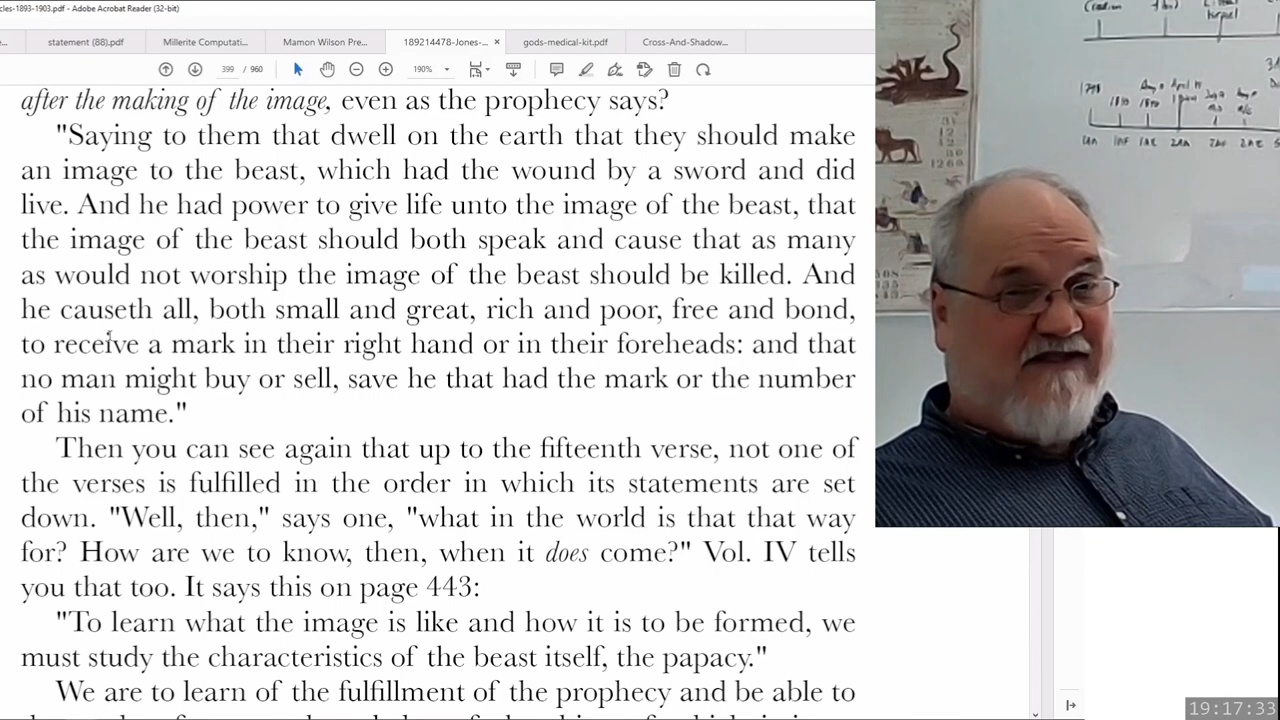 cles-1893-1903.pdf - Adobe Acrobat Reader (32-bit)
e... statement (88).pdf Millerite Computati... Mamon Wilson Pre... 189214478-Jones-... × gods-medical-kit.pdf Cross-And-Shadow...
399 / 960 190%
after the making of the image, even as the prophecy says?
"Saying to them that dwell on the earth that they should make
an image to the beast, which had the wound by a sword and did
live. And he had power to give life unto the image of the beast, that
the image of the beast should both speak and cause that as many
as would not worship the image of the beast should be killed. And
he causeth all, both small and great, rich and poor, free and bond,
to receive a mark in their right hand or in their foreheads: and that
no man might buy or sell, save he that had the mark or the number
of his name."
Then you can see again that up to the fifteenth verse, not one of
the verses is fulfilled in the order in which its statements are set
down. "Well, then," says one, "what in the world is that that way
for? How are we to know, then, when it does come?" Vol. IV tells
you that too. It says this on page 443:
"To learn what the image is like and how it is to be formed, we
must study the characteristics of the beast itself, the papacy."
We are to learn of the fulfillment of the prophecy and be able to
1798
1260
19:17:33